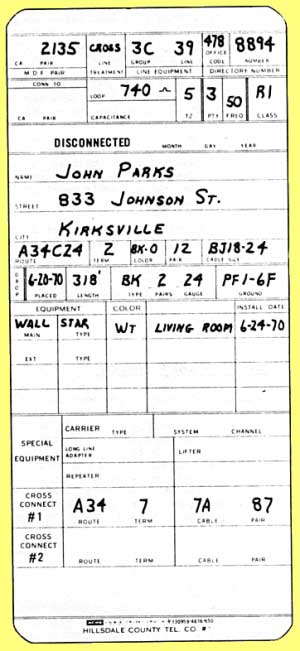 2135 CROSS 3C 39 478 8894
CA PAIR LINE TREATMENT GROUP LINE OFFICE CODE NUMBER
M D F PAIR LINE EQUIPMENT DIRECTORY NUMBER
CONN TO LOOP 740 5 3 50 R1
CA PAIR CAPACITANCE TZ PTY FREQ CLASS
DISCONNECTED MONTH DAY YEAR
NAME JOHN PARKS
STREET 833 JOHNSON ST.
CITY KIRKSVILLE
A34C24 2 BK-O 12 BJ18-24
ROUTE TERM COLOR PAIR CABLE SIZE
DROP 6-20-70 318' BK 2 24 PF1-6F
PLACED LENGTH TYPE PAIRS GAUGE GROUND
EQUIPMENT COLOR INSTALL DATE
WALL STAR WT LIVING ROOM 6-24-70
MAIN TYPE
EXT TYPE
SPECIAL EQUIPMENT
CARRIER TYPE SYSTEM CHANNEL
LONG LINE ADAPTER LIFTER
REPEATER
CROSS CONNECT #1 A34 7 7A 87
ROUTE TERM CABLE PAIR
CROSS CONNECT #2
ROUTE TERM CABLE PAIR
HILLSDALE COUNTY TEL. CO.